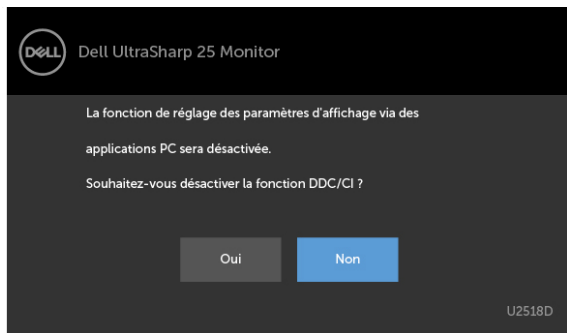 DELL
Dell UltraSharp 25 Monitor
La fonction de réglage des paramètres d'affichage via des
applications PC sera désactivée.
Souhaitez-vous désactiver la fonction DDC/CI ?
Oui
Non
U2518D